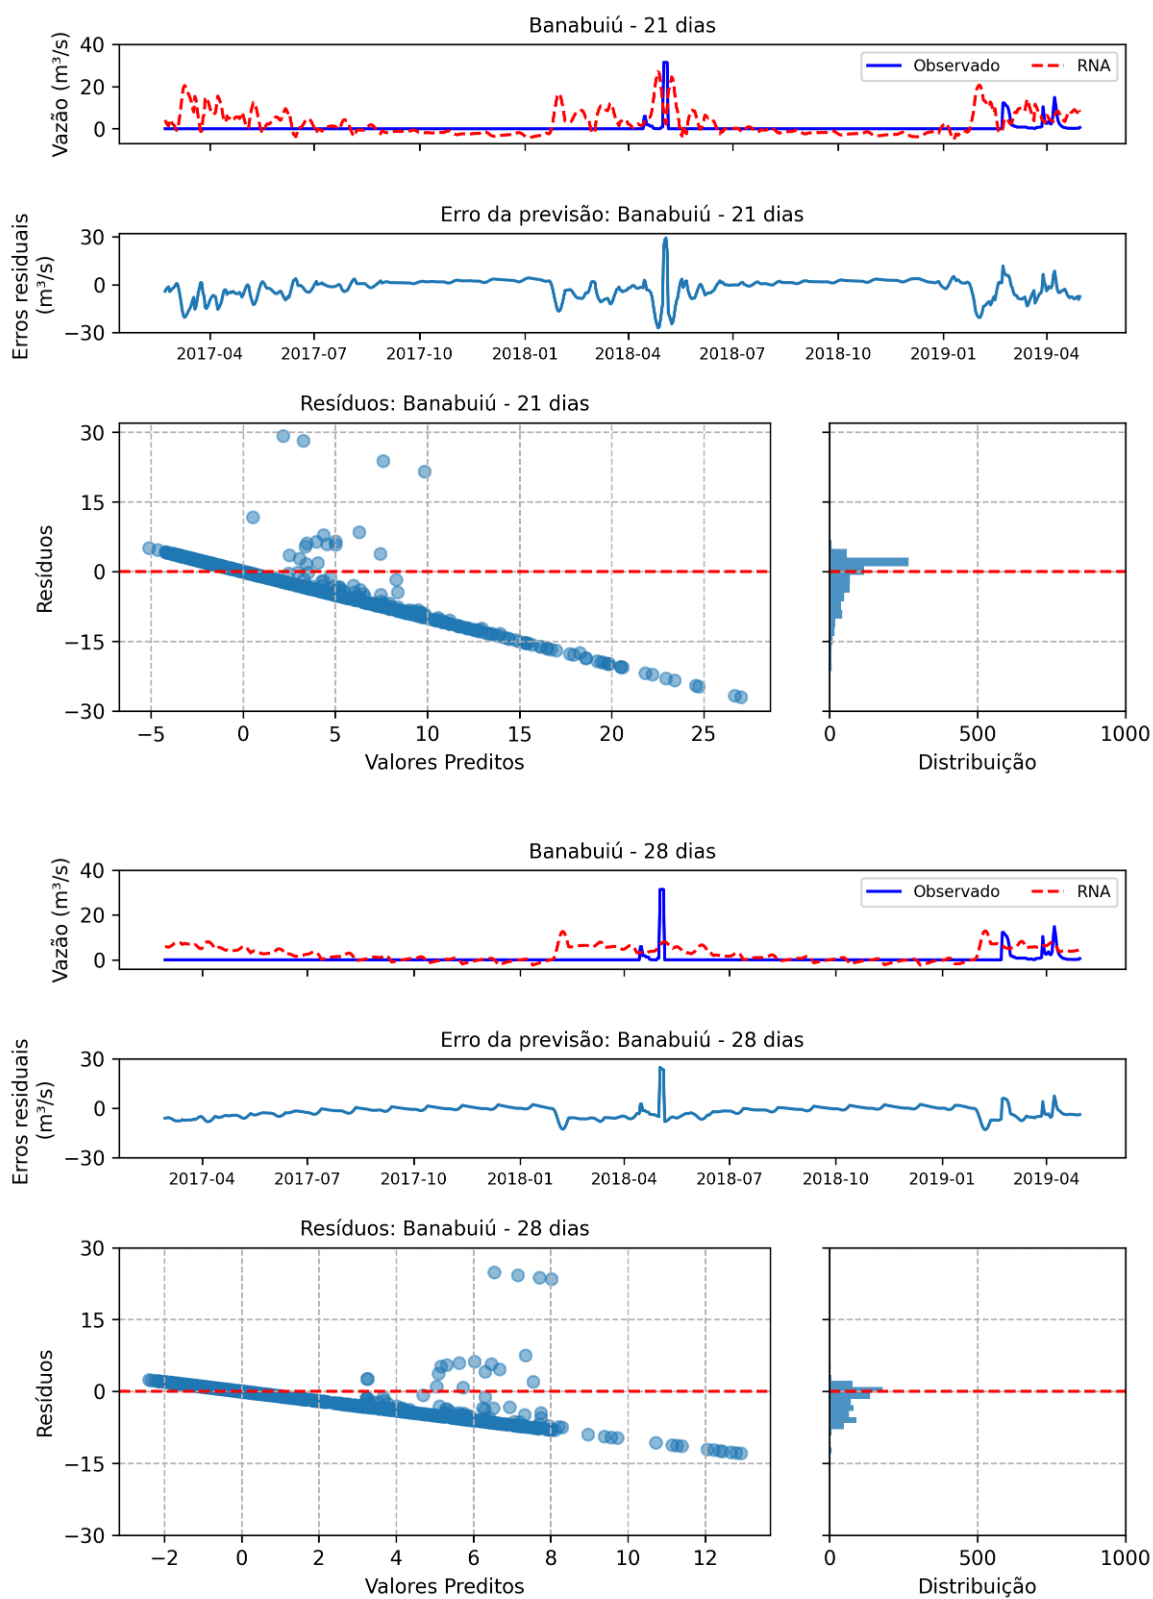 Banabuiú - 21 dias
Vazão (m³/s)
40
20
0
Observado
RNA
Erro da previsão: Banabuiú - 21 dias
Erros residuais
(m³/s)
30
0
−30
2017-04 2017-07 2017-10 2018-01 2018-04 2018-07 2018-10 2019-01 2019-04
Resíduos: Banabuiú - 21 dias
Resíduos
30
15
0
−15
−30
−5 0 5 10 15 20 25
Valores Preditos
0 500 1000
Distribuição
Banabuiú - 28 dias
Vazão (m³/s)
40
20
0
Observado
RNA
Erro da previsão: Banabuiú - 28 dias
Erros residuais
(m³/s)
30
0
−30
2017-04 2017-07 2017-10 2018-01 2018-04 2018-07 2018-10 2019-01 2019-04
Resíduos: Banabuiú - 28 dias
Resíduos
30
15
0
−15
−30
−2 0 2 4 6 8 10 12
Valores Preditos
0 500 1000
Distribuição